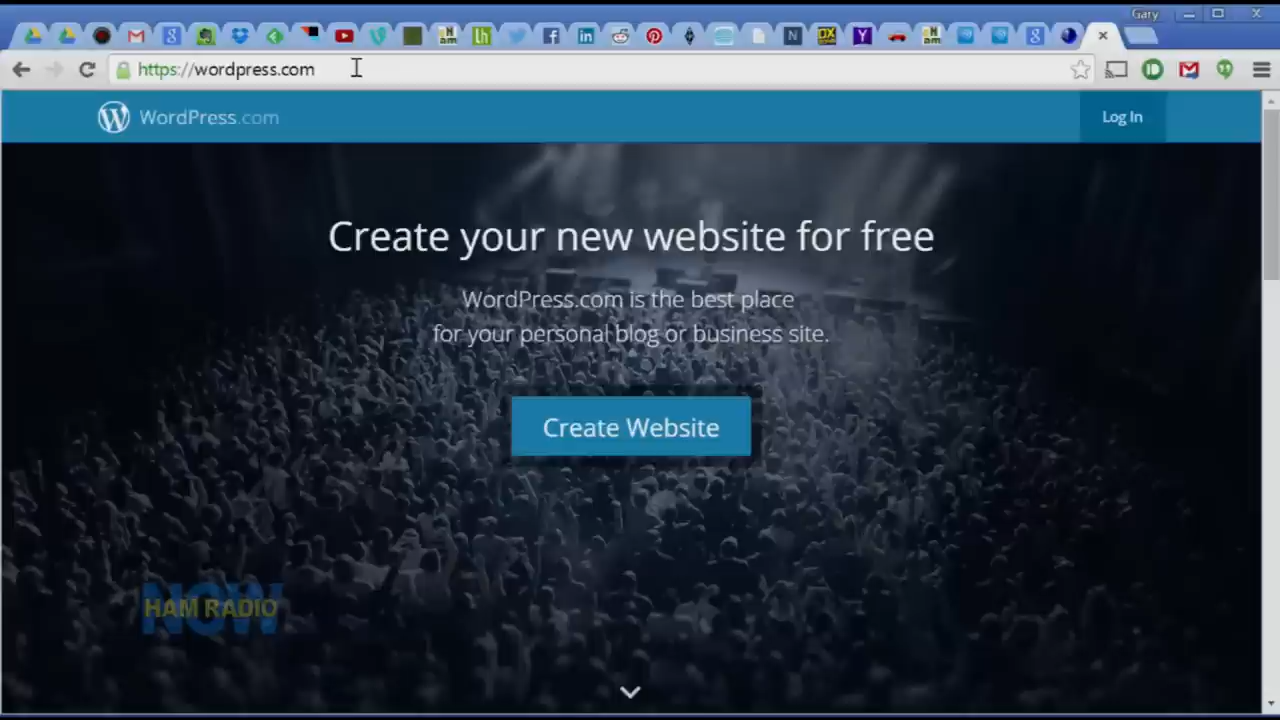 Gary
https://wordpress.com
WordPress.com
Log In
Create your new website for free
WordPress.com is the best place
for your personal blog or business site.
Create Website
NOW
HAM RADIO